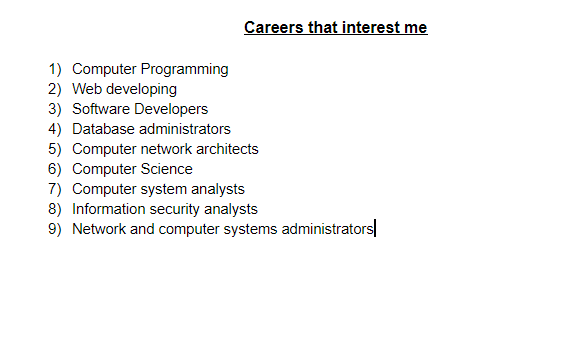 Careers that interest me
1) Computer Programming
2) Web developing
3) Software Developers
4) Database administrators
5) Computer network architects
6) Computer Science
7) Computer system analysts
8) Information security analysts
9) Network and computer systems administrators